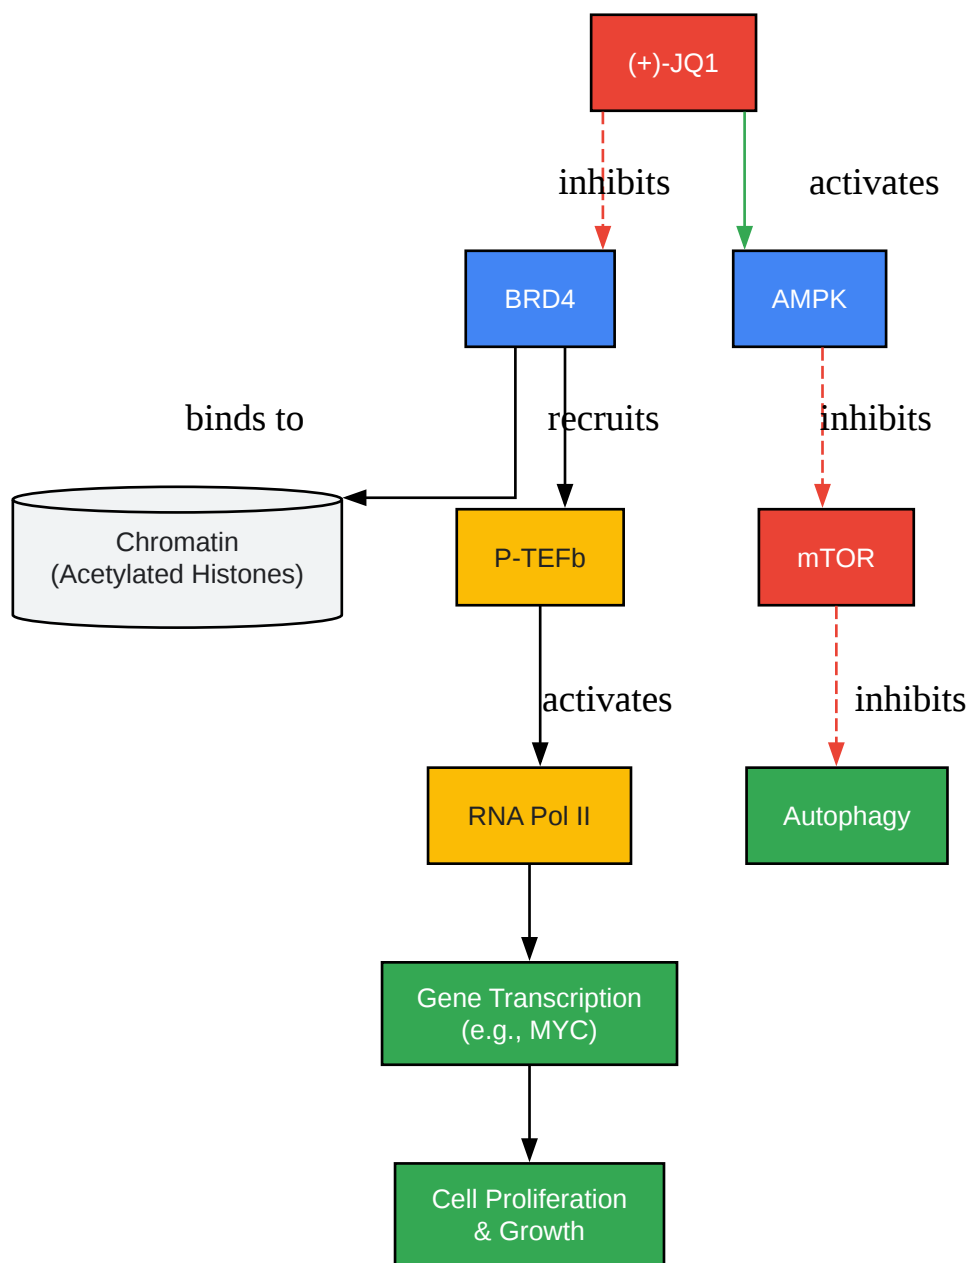 (+)-JQ1
inhibits
activates
BRD4
AMPK
binds to
recruits
inhibits
Chromatin
(Acetylated Histones)
P-TEFb
mTOR
activates
inhibits
RNA Pol II
Autophagy
Gene Transcription
(e.g., MYC)
Cell Proliferation
& Growth